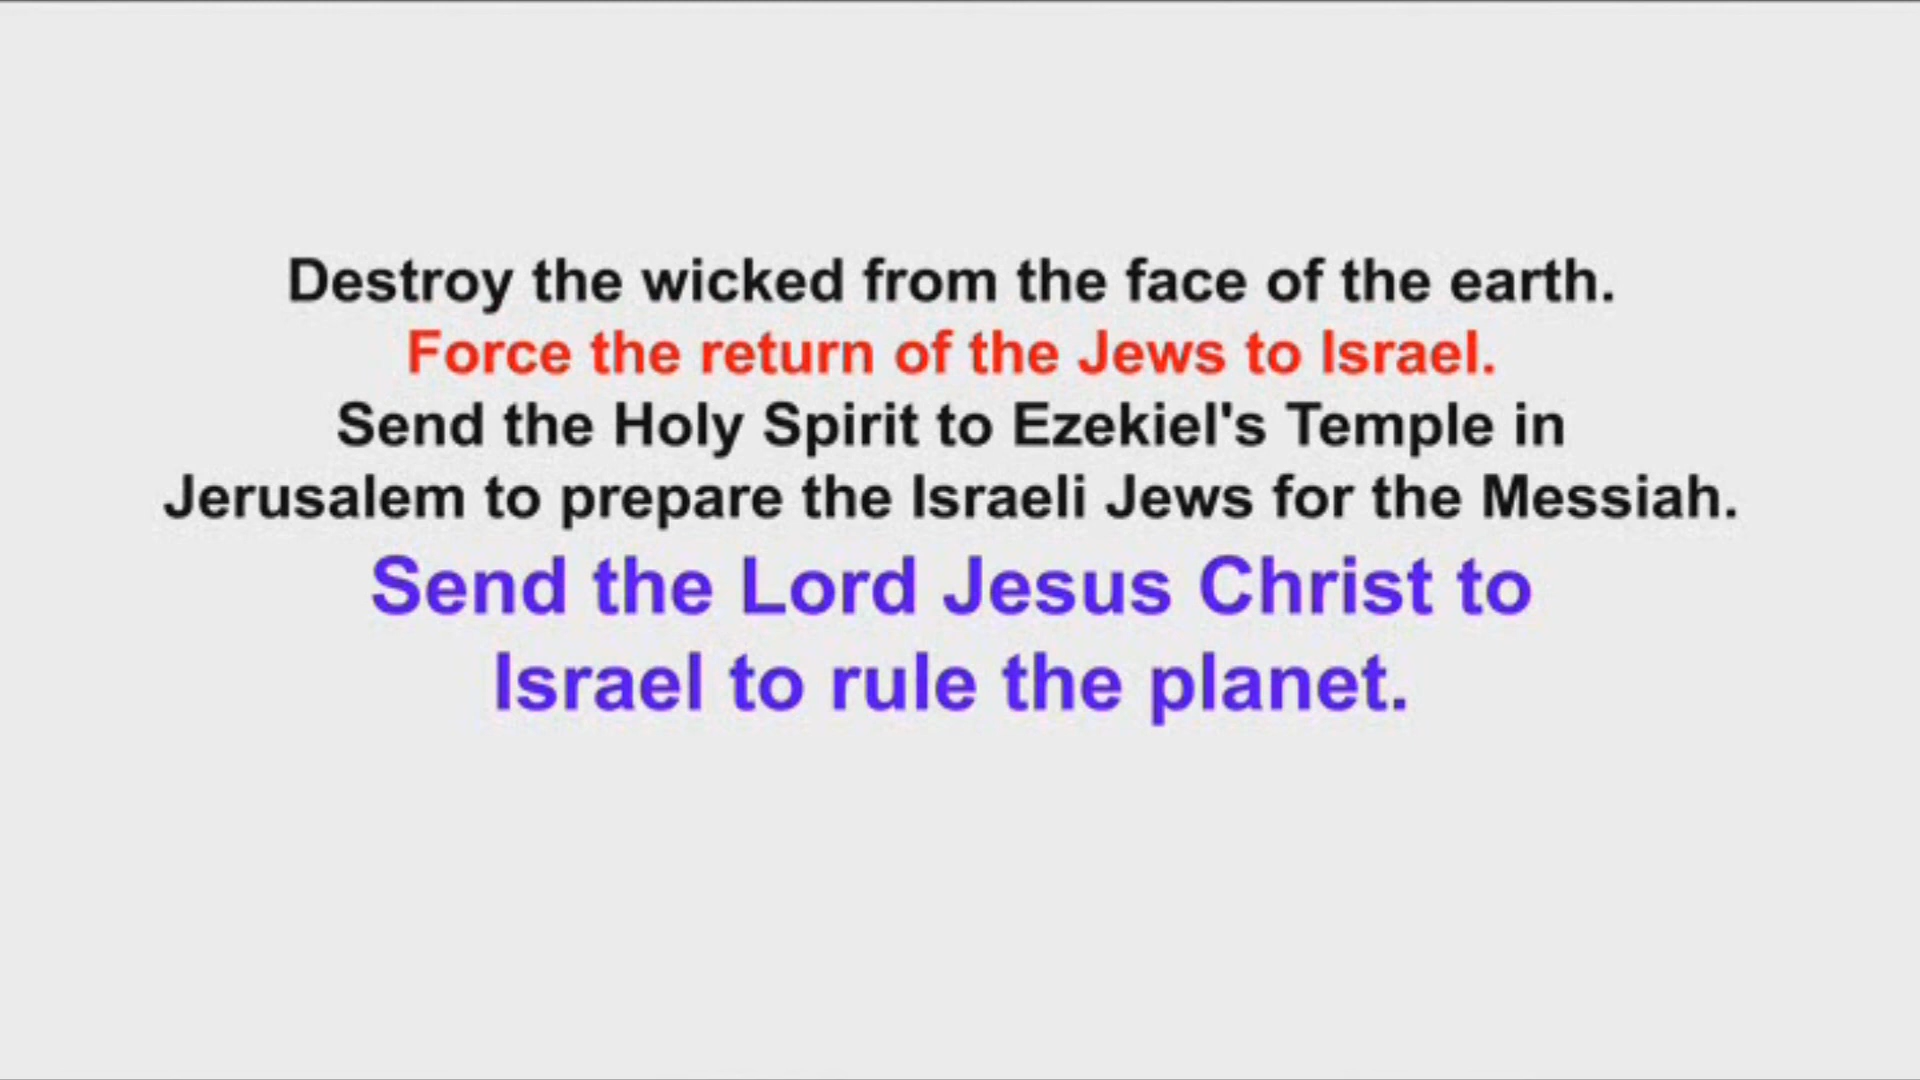 Destroy the wicked from the face of the earth.
Force the return of the Jews to Israel.
Send the Holy Spirit to Ezekiel's Temple in
Jerusalem to prepare the Israeli Jews for the Messiah.
Send the Lord Jesus Christ to
Israel to rule the planet.